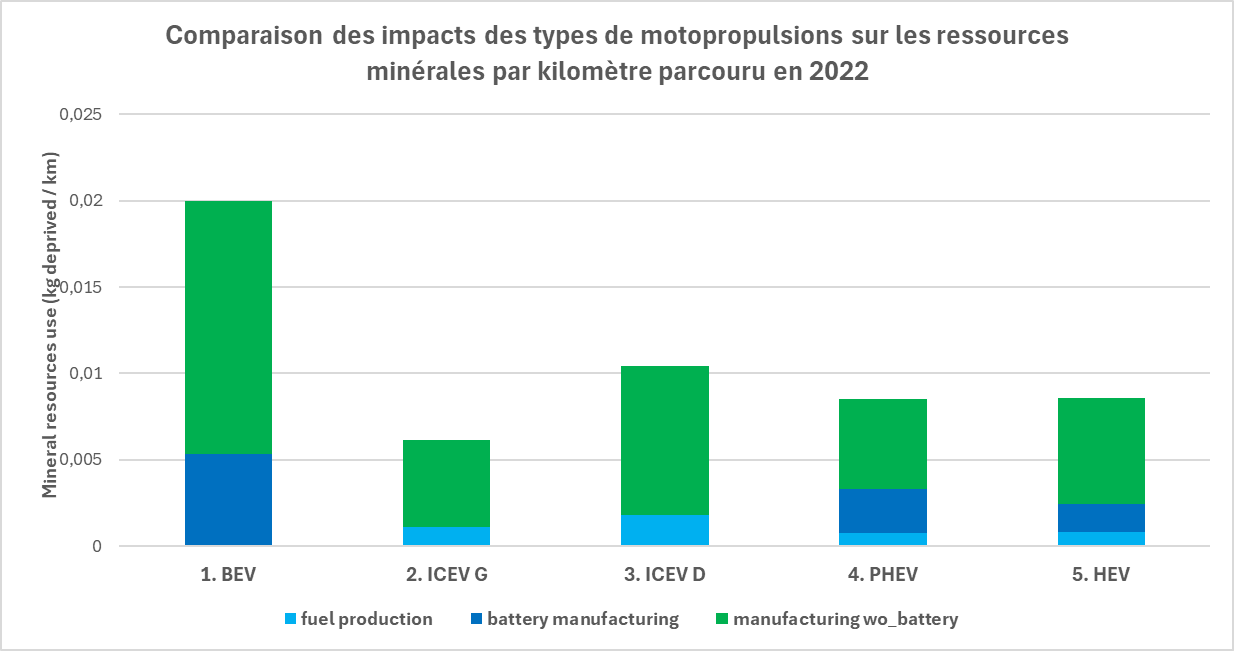 Comparaison des impacts des types de motopropulsions sur les ressources
minérales par kilomètre parcouru en 2022
Mineral resources use (kg deprived / km)
0,025
0,02
0,015
0,01
0,005
0
1. BEV
2. ICEV G
3. ICEV D
4. PHEV
5. HEV
fuel production
battery manufacturing
manufacturing wo_battery